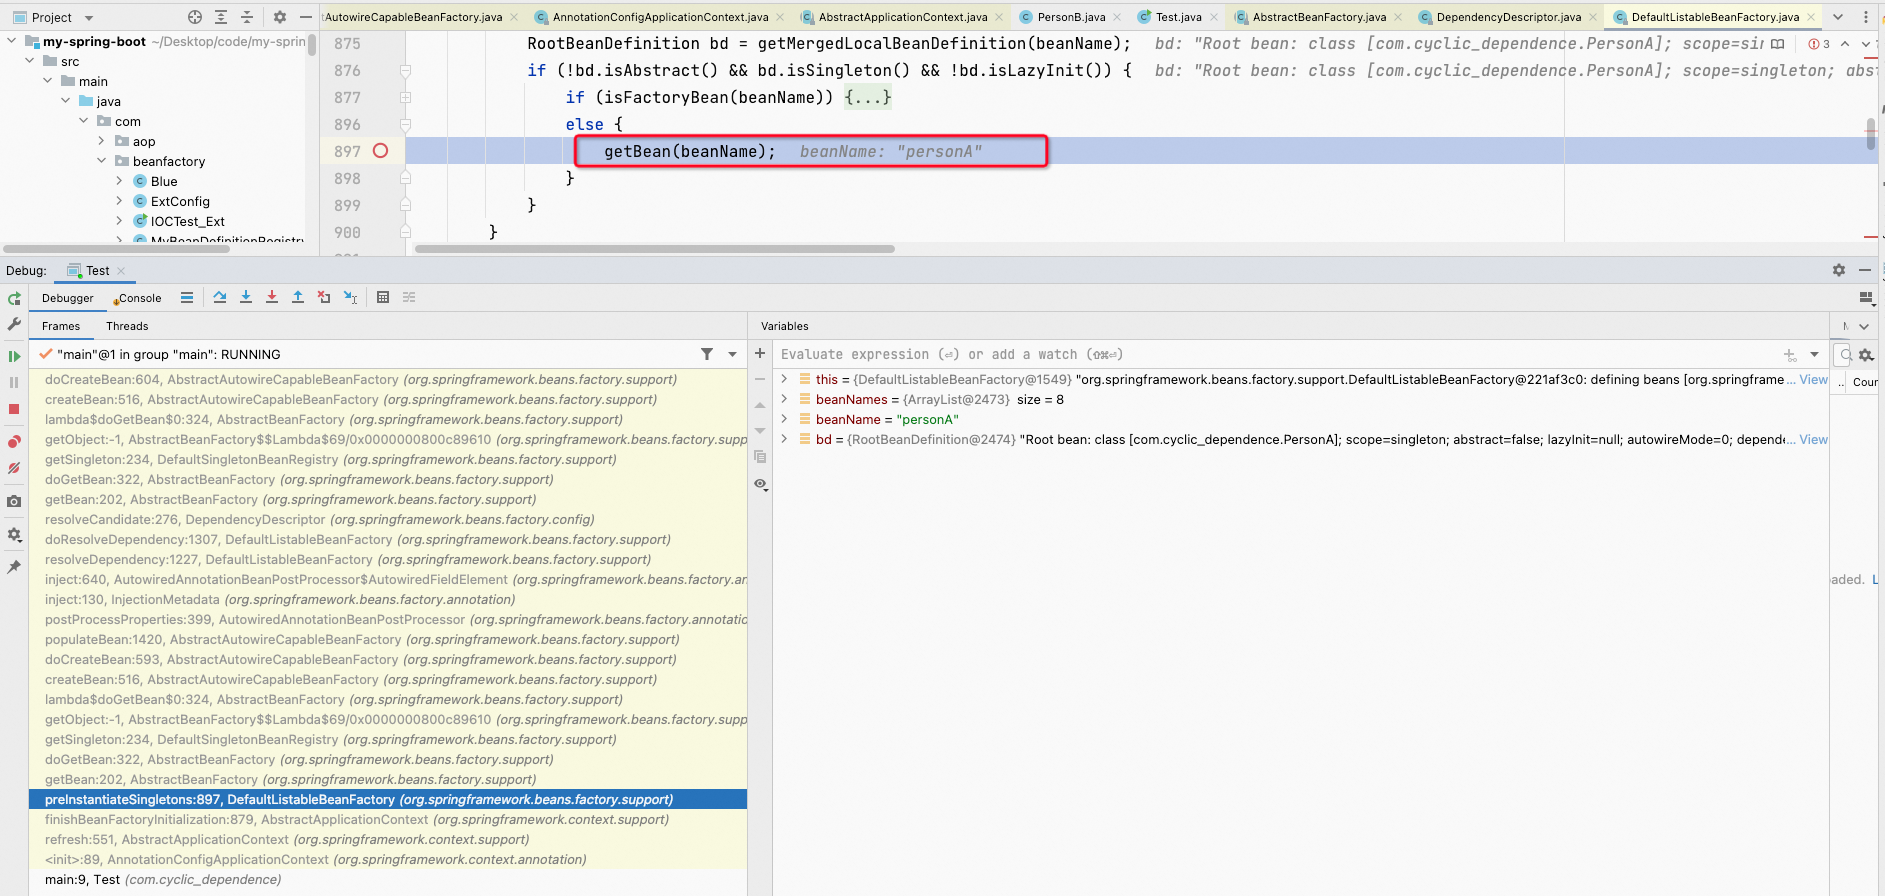 Project
AutowireCapableBeanFactory.java
AnnotationConfigApplicationContext.java
AbstractApplicationContext.java
PersonB.java
Test.java
AbstractBeanFactory.java
DependencyDescriptor.java
DefaultListableBeanFactory.java
my-spring-boot ~/Desktop/code/my-sprin
src
main
java
com
aop
beanfactory
Blue
ExtConfig
IOCTest_Ext
MyBeanDefinitionRegistr
875 RootBeanDefinition bd = getMergedLocalBeanDefinition(beanName); bd: "Root bean: class [com.cyclic_dependence.PersonA]; scope=sin 3
876 if (!bd.isAbstract() && bd.isSingleton() && !bd.isLazyInit()) { bd: "Root bean: class [com.cyclic_dependence.PersonA]; scope=singleton; abs
877 if (isFactoryBean(beanName)) {...}
896 else {
897 getBean(beanName); beanName: "personA"
898 }
899 }
900 }
Debug: Test
Debugger Console
Frames Threads
"main"@1 in group "main": RUNNING
doCreateBean:604, AbstractAutowireCapableBeanFactory (org.springframework.beans.factory.support)
createBean:516, AbstractAutowireCapableBeanFactory (org.springframework.beans.factory.support)
lambda$doGetBean$0:324, AbstractBeanFactory (org.springframework.beans.factory.support)
getObject:-1, AbstractBeanFactory$$Lambda$69/0x0000000800c89610 (org.springframework.beans.factory.supp
getSingleton:234, DefaultSingletonBeanRegistry (org.springframework.beans.factory.support)
doGetBean:322, AbstractBeanFactory (org.springframework.beans.factory.support)
getBean:202, AbstractBeanFactory (org.springframework.beans.factory.support)
resolveCandidate:276, DependencyDescriptor (org.springframework.beans.factory.config)
doResolveDependency:1307, DefaultListableBeanFactory (org.springframework.beans.factory.support)
resolveDependency:1227, DefaultListableBeanFactory (org.springframework.beans.factory.support)
inject:640, AutowiredAnnotationBeanPostProcessor$AutowiredFieldElement (org.springframework.beans.factory.an
inject:130, InjectionMetadata (org.springframework.beans.factory.annotation)
postProcessProperties:399, AutowiredAnnotationBeanPostProcessor (org.springframework.beans.factory.annotatio
populateBean:1420, AbstractAutowireCapableBeanFactory (org.springframework.beans.factory.support)
doCreateBean:593, AbstractAutowireCapableBeanFactory (org.springframework.beans.factory.support)
createBean:516, AbstractAutowireCapableBeanFactory (org.springframework.beans.factory.support)
lambda$doGetBean$0:324, AbstractBeanFactory (org.springframework.beans.factory.support)
getObject:-1, AbstractBeanFactory$$Lambda$69/0x0000000800c89610 (org.springframework.beans.factory.supp
getSingleton:234, DefaultSingletonBeanRegistry (org.springframework.beans.factory.support)
doGetBean:322, AbstractBeanFactory (org.springframework.beans.factory.support)
getBean:202, AbstractBeanFactory (org.springframework.beans.factory.support)
preInstantiateSingletons:897, DefaultListableBeanFactory (org.springframework.beans.factory.support)
finishBeanFactoryInitialization:879, AbstractApplicationContext (org.springframework.context.support)
refresh:551, AbstractApplicationContext (org.springframework.context.support)
<init>:89, AnnotationConfigApplicationContext (org.springframework.context.annotation)
main:9, Test (com.cyclic_dependence)
Variables
Evaluate expression (⏎) or add a watch (⇧⌘⏎)
this = {DefaultListableBeanFactory@1549} "org.springframework.beans.factory.support.DefaultListableBeanFactory@221af3c0: defining beans [org.springframe ... View
beanNames = {ArrayList@2473} size = 8
beanName = "personA"
bd = {RootBeanDefinition@2474} "Root bean: class [com.cyclic_dependence.PersonA]; scope=singleton; abstract=false; lazyInit=null; autowireMode=0; depende... View
.. Cour
aded. L